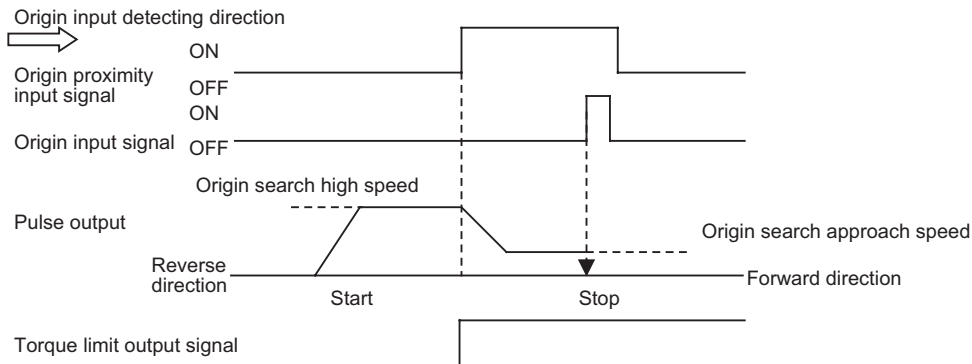 Origin input detecting direction
ON
Origin proximity
input signal
OFF
ON
Origin input signal
OFF
Origin search high speed
Pulse output
Origin search approach speed
Reverse
direction
Forward direction
Start
Stop
Torque limit output signal